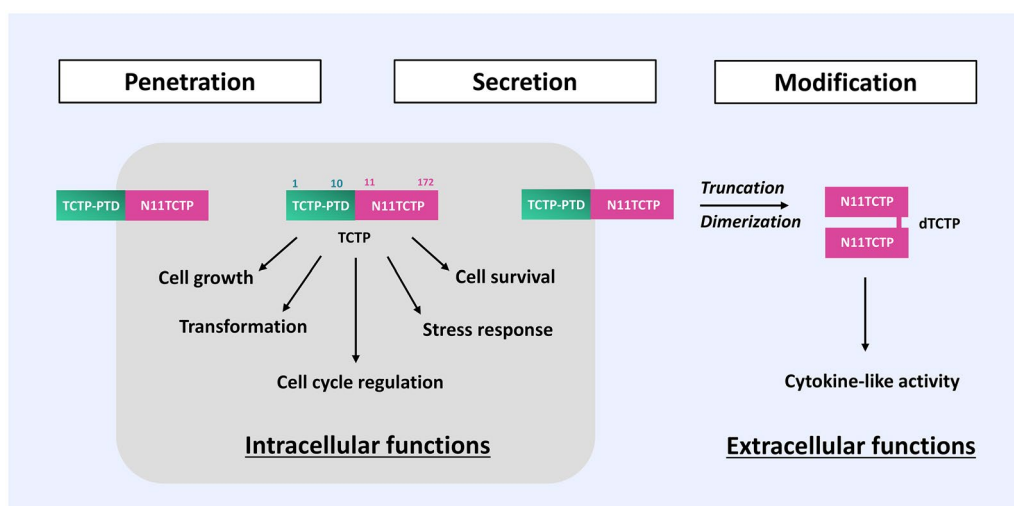 Penetration
Secretion
Modification
TCTP-PTD N11TCTP
1 10 11 172
TCTP-PTD N11TCTP
TCTP
TCTP-PTD N11TCTP
Truncation
Dimerization
N11TCTP
N11TCTP
dTCTP
Cell growth
Cell survival
Transformation
Stress response
Cell cycle regulation
Cytokine-like activity
Intracellular functions
Extracellular functions